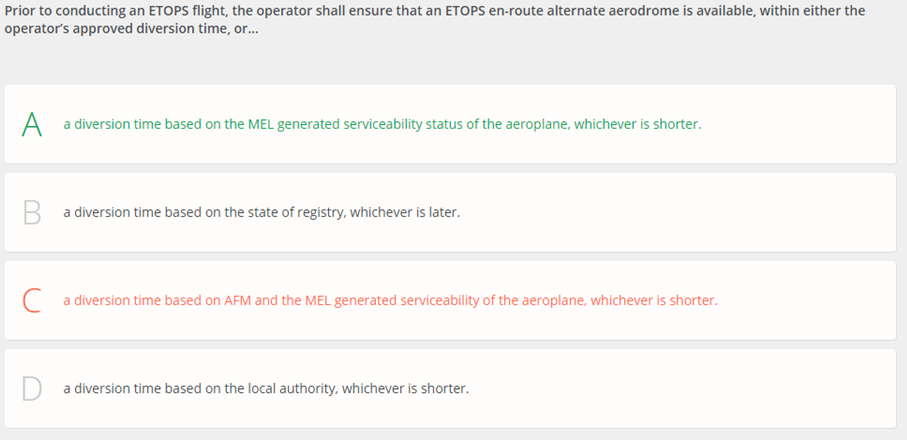 Prior to conducting an ETOPS flight, the operator shall ensure that an ETOPS en-route alternate aerodrome is available, within either the
operator’s approved diversion time, or...
A a diversion time based on the MEL generated serviceability status of the aeroplane, whichever is shorter.
B a diversion time based on the state of registry, whichever is later.
C a diversion time based on AFM and the MEL generated serviceability of the aeroplane, whichever is shorter.
D a diversion time based on the local authority, whichever is shorter.